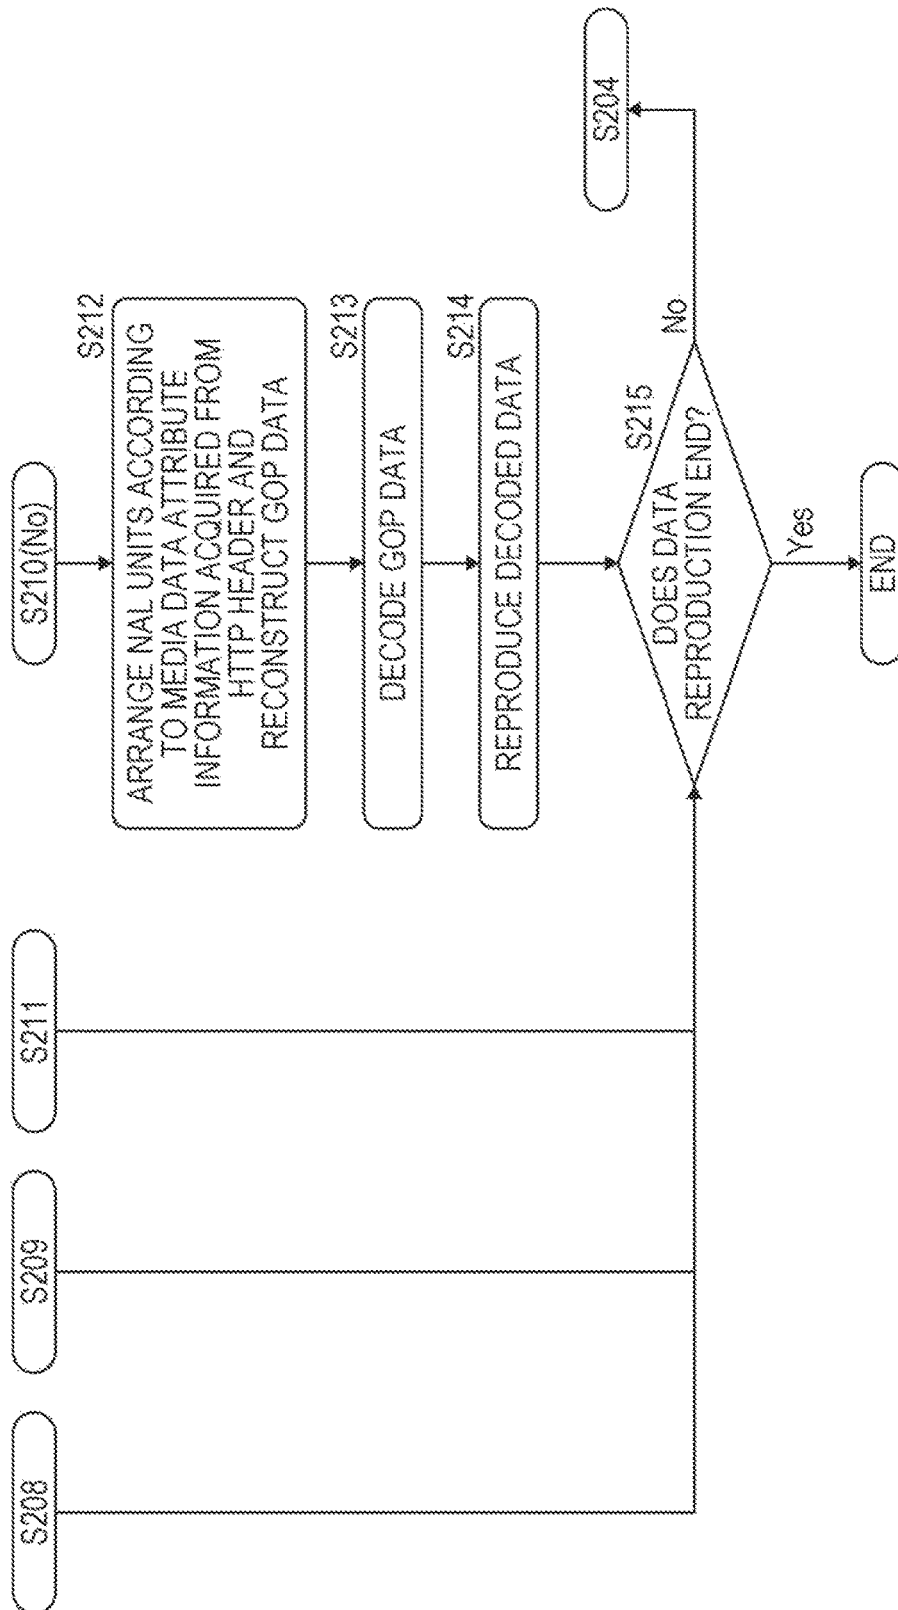 S208
S209
S211
S210(No)
S212
ARRANGE NAL UNITS ACCORDING
TO MEDIA DATA ATTRIBUTE
INFORMATION ACQUIRED FROM
HTTP HEADER AND
RECONSTRUCT GOP DATA
S213
DECODE GOP DATA
S214
REPRODUCE DECODED DATA
S215
DOES DATA
REPRODUCTION END?
No
S204
Yes
END